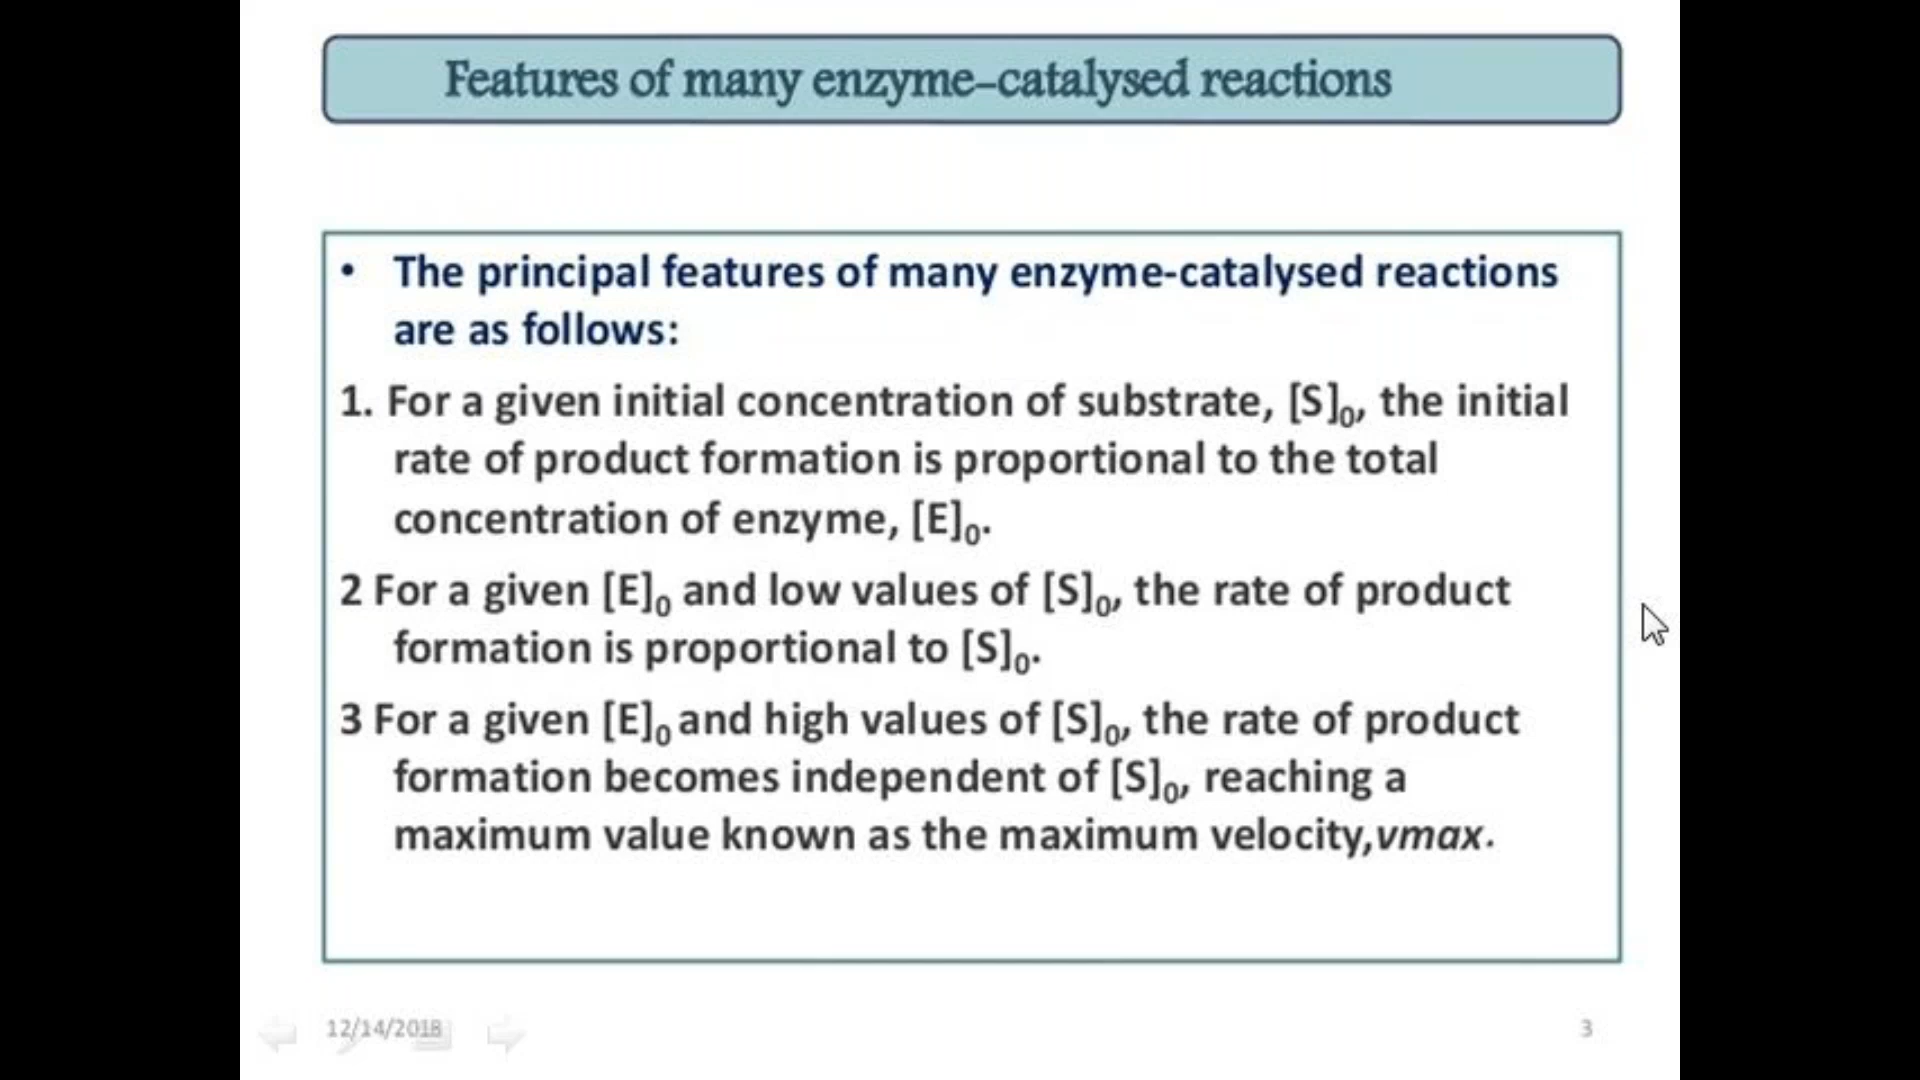 Features of many enzyme-catalysed reactions
• The principal features of many enzyme-catalysed reactions
are as follows:
1. For a given initial concentration of substrate, [S]₀, the initial
rate of product formation is proportional to the total
concentration of enzyme, [E]₀.
2 For a given [E]₀ and low values of [S]₀, the rate of product
formation is proportional to [S]₀.
3 For a given [E]₀ and high values of [S]₀, the rate of product
formation becomes independent of [S]₀, reaching a
maximum value known as the maximum velocity,vmax.
12/14/2018
3